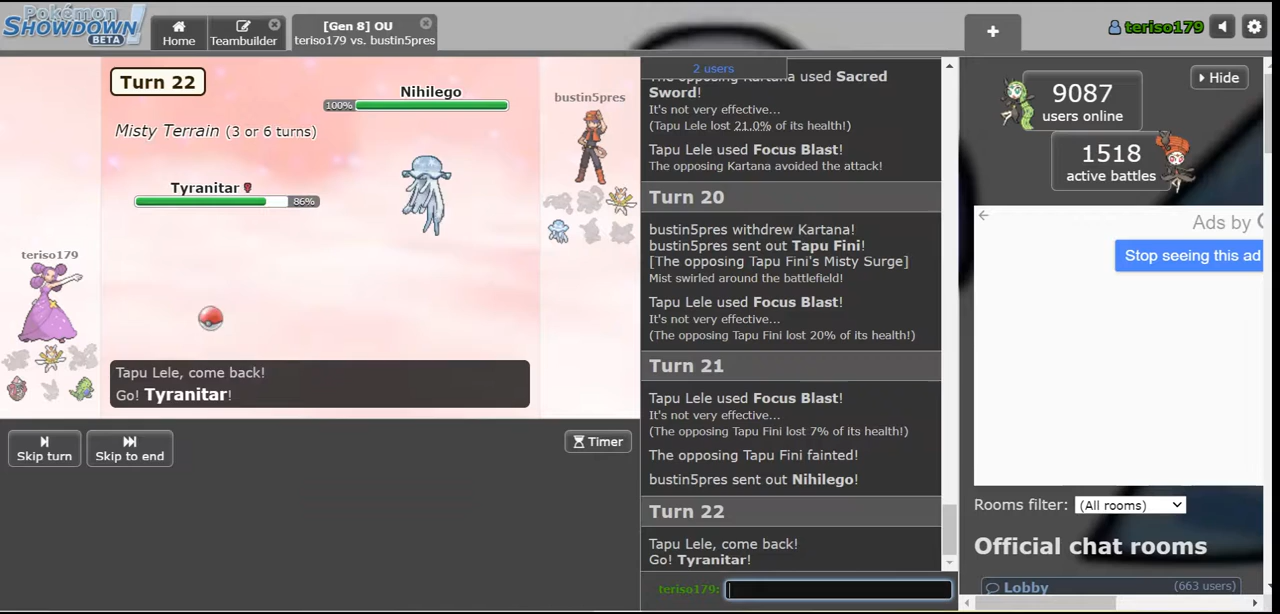 Pokémon
SHOWDOWN!
BETA
Home
Teambuilder
[Gen 8] OU
teriso179 vs. bustin5pres
+
teriso179
Turn 22
Misty Terrain (3 or 6 turns)
Nihilego
100%
Tyranitar
86%
bustin5pres
teriso179
Tapu Lele, come back!
Go! Tyranitar!
Skip turn
Skip to end
Timer
2 users
The opposing Kartana used Sacred
Sword!
It's not very effective...
(Tapu Lele lost 21.0% of its health!)
Tapu Lele used Focus Blast!
The opposing Kartana avoided the attack!
Turn 20
bustin5pres withdrew Kartana!
bustin5pres sent out Tapu Fini!
[The opposing Tapu Fini's Misty Surge]
Mist swirled around the battlefield!
Tapu Lele used Focus Blast!
It's not very effective...
(The opposing Tapu Fini lost 20% of its health!)
Turn 21
Tapu Lele used Focus Blast!
It's not very effective...
(The opposing Tapu Fini lost 7% of its health!)
The opposing Tapu Fini fainted!
bustin5pres sent out Nihilego!
Turn 22
Tapu Lele, come back!
Go! Tyranitar!
teriso179:
9087
users online
Hide
1518
active battles
Ads by
Stop seeing this ad
Rooms filter: (All rooms)
Official chat rooms
Lobby (663 users)